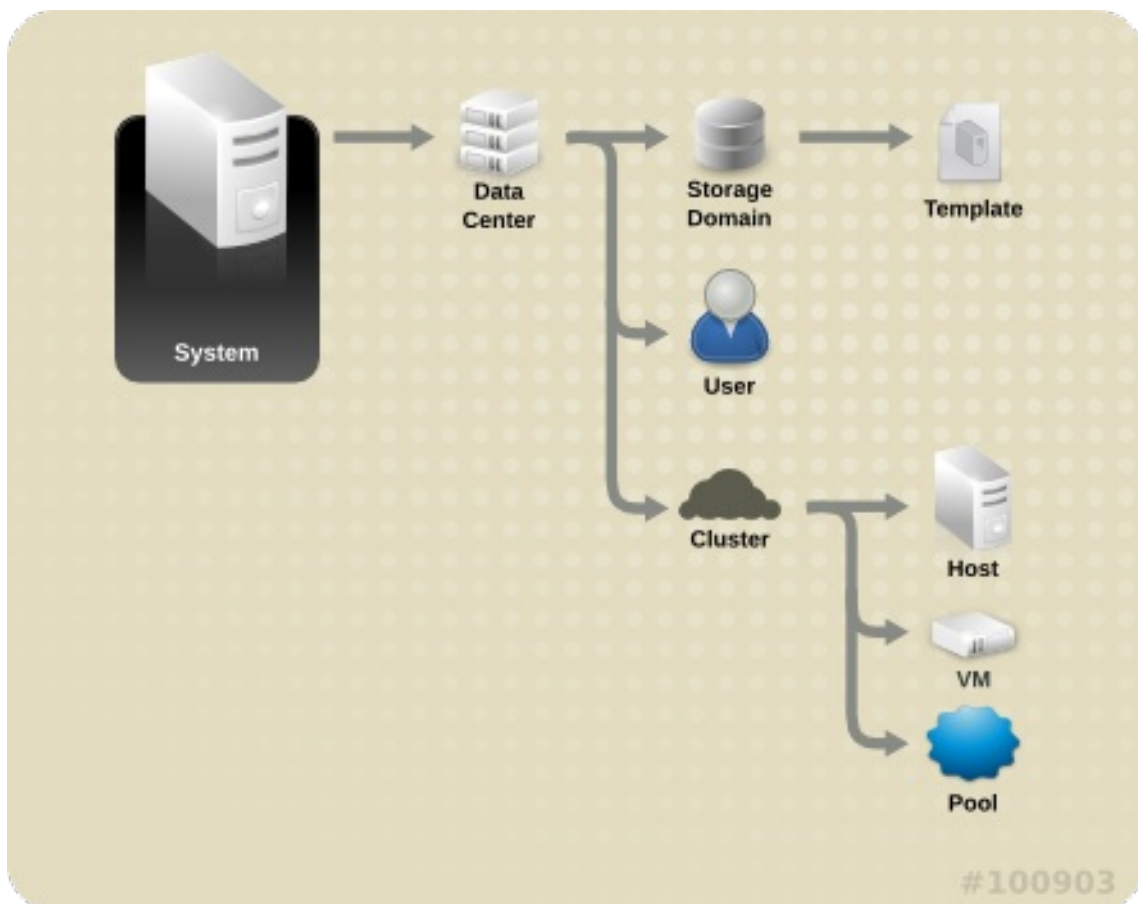 System
Data
Center
Storage
Domain
Template
User
Cluster
Host
VM
Pool
#100903